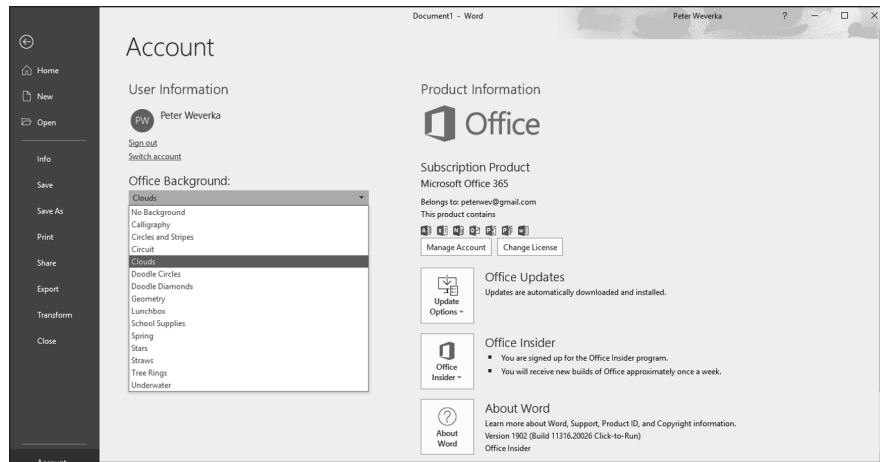 Document1 - Word
Peter Weverka
?
Home
New
Open
Info
Save
Save As
Print
Share
Export
Transform
Close
Account
Account
User Information
PW
Peter Weverka
Sign out
Switch account
Office Background:
Clouds
No Background
Calligraphy
Circles and Stripes
Circuit
Clouds
Doodle Circles
Doodle Diamonds
Geometry
Lunchbox
School Supplies
Spring
Stars
Straws
Tree Rings
Underwater
Product Information
Office
Subscription Product
Microsoft Office 365
Belongs to: peterwev@gmail.com
This product contains
Manage Account
Change License
Update
Options
Office Updates
Updates are automatically downloaded and installed.
Office
Insider
Office Insider
You are signed up for the Office Insider program.
You will receive new builds of Office approximately once a week.
?
About
Word
About Word
Learn more about Word, Support, Product ID, and Copyright information.
Version 1902 (Build 11316.20026 Click-to-Run)
Office Insider